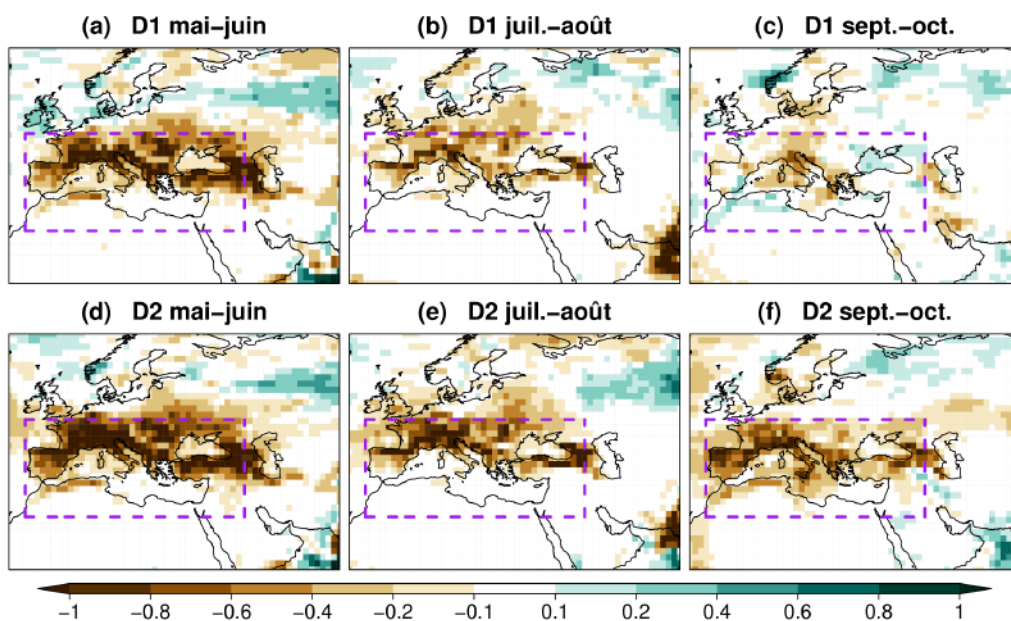 (a) D1 mai−juin
(b) D1 juil.−août
(c) D1 sept.−oct.
(d) D2 mai−juin
(e) D2 juil.−août
(f) D2 sept.−oct.
−1 −0.8 −0.6 −0.4 −0.2 −0.1 0.1 0.2 0.4 0.6 0.8 1